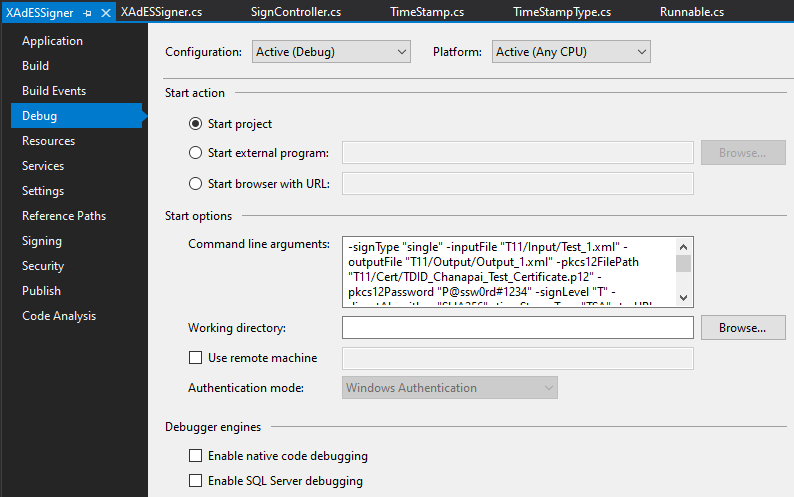 XAdESSigner
XAdESSigner.cs
SignController.cs
TimeStamp.cs
TimeStampType.cs
Runnable.cs
Application
Build
Build Events
Debug
Resources
Services
Settings
Reference Paths
Signing
Security
Publish
Code Analysis
Configuration:
Active (Debug)
Platform:
Active (Any CPU)
Start action
Start project
Start external program:
Browse...
Start browser with URL:
Start options
Command line arguments:
-signType "single" -inputFile "T11/Input/Test_1.xml" -
outputFile "T11/Output/Output_1.xml" -pkcs12FilePath
"T11/Cert/TDID_Chanapai_Test_Certificate.p12" -
pkcs12Password "P@ssw0rd#1234" -signLevel "T" -
Working directory:
Browse...
Use remote machine
Authentication mode:
Windows Authentication
Debugger engines
Enable native code debugging
Enable SQL Server debugging